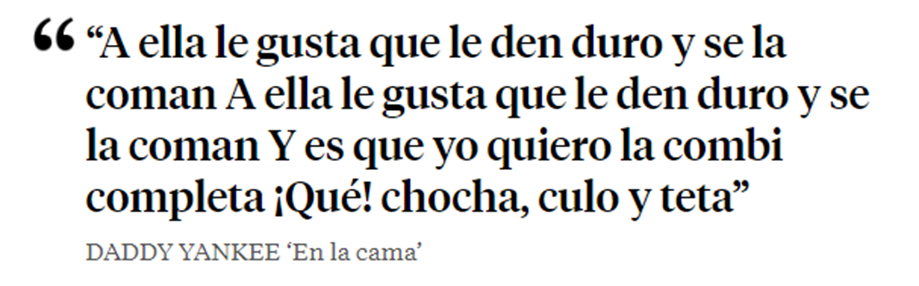 “A ella le gusta que le den duro y se la
coman A ella le gusta que le den duro y se
la coman Y es que yo quiero la combi
completa ¡Qué! chocha, culo y teta”
DADDY YANKEE ‘En la cama’